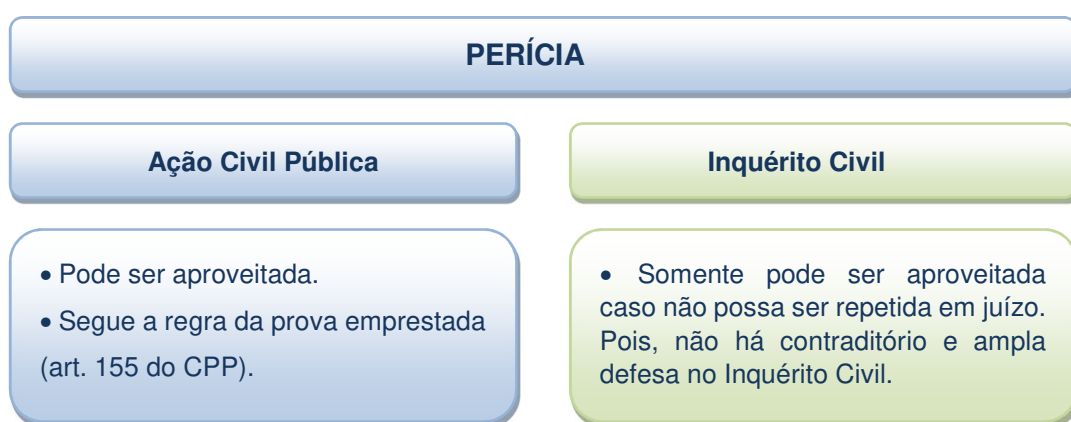 PERÍCIA
Ação Civil Pública
Inquérito Civil
• Pode ser aproveitada.
• Segue a regra da prova emprestada
(art. 155 do CPP).
• Somente pode ser aproveitada
caso não possa ser repetida em juízo.
Pois, não há contraditório e ampla
defesa no Inquérito Civil.